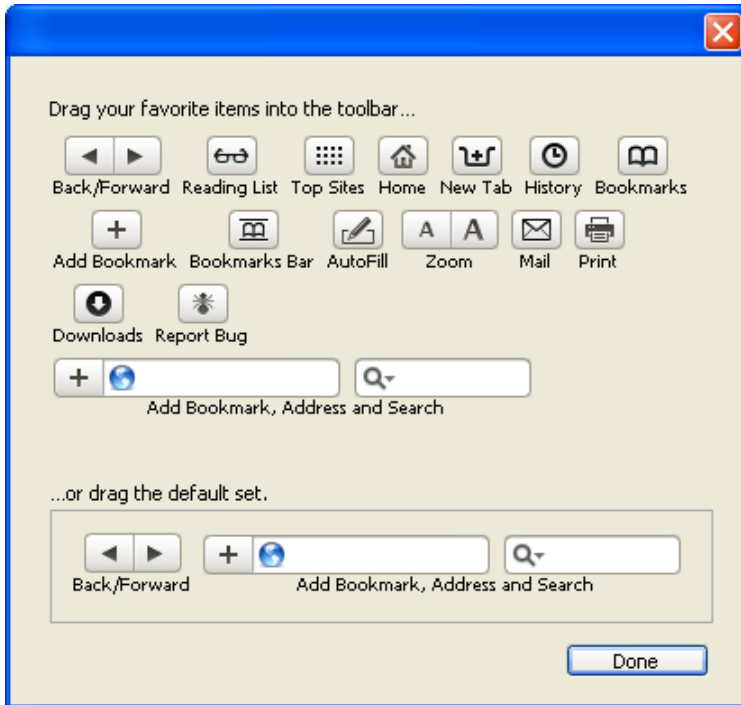 Drag your favorite items into the toolbar...
Back/Forward Reading List Top Sites Home New Tab History Bookmarks
A A
Add Bookmark Bookmarks Bar AutoFill Zoom Mail Print
Downloads Report Bug
Add Bookmark, Address and Search
...or drag the default set.
Back/Forward Add Bookmark, Address and Search
Done